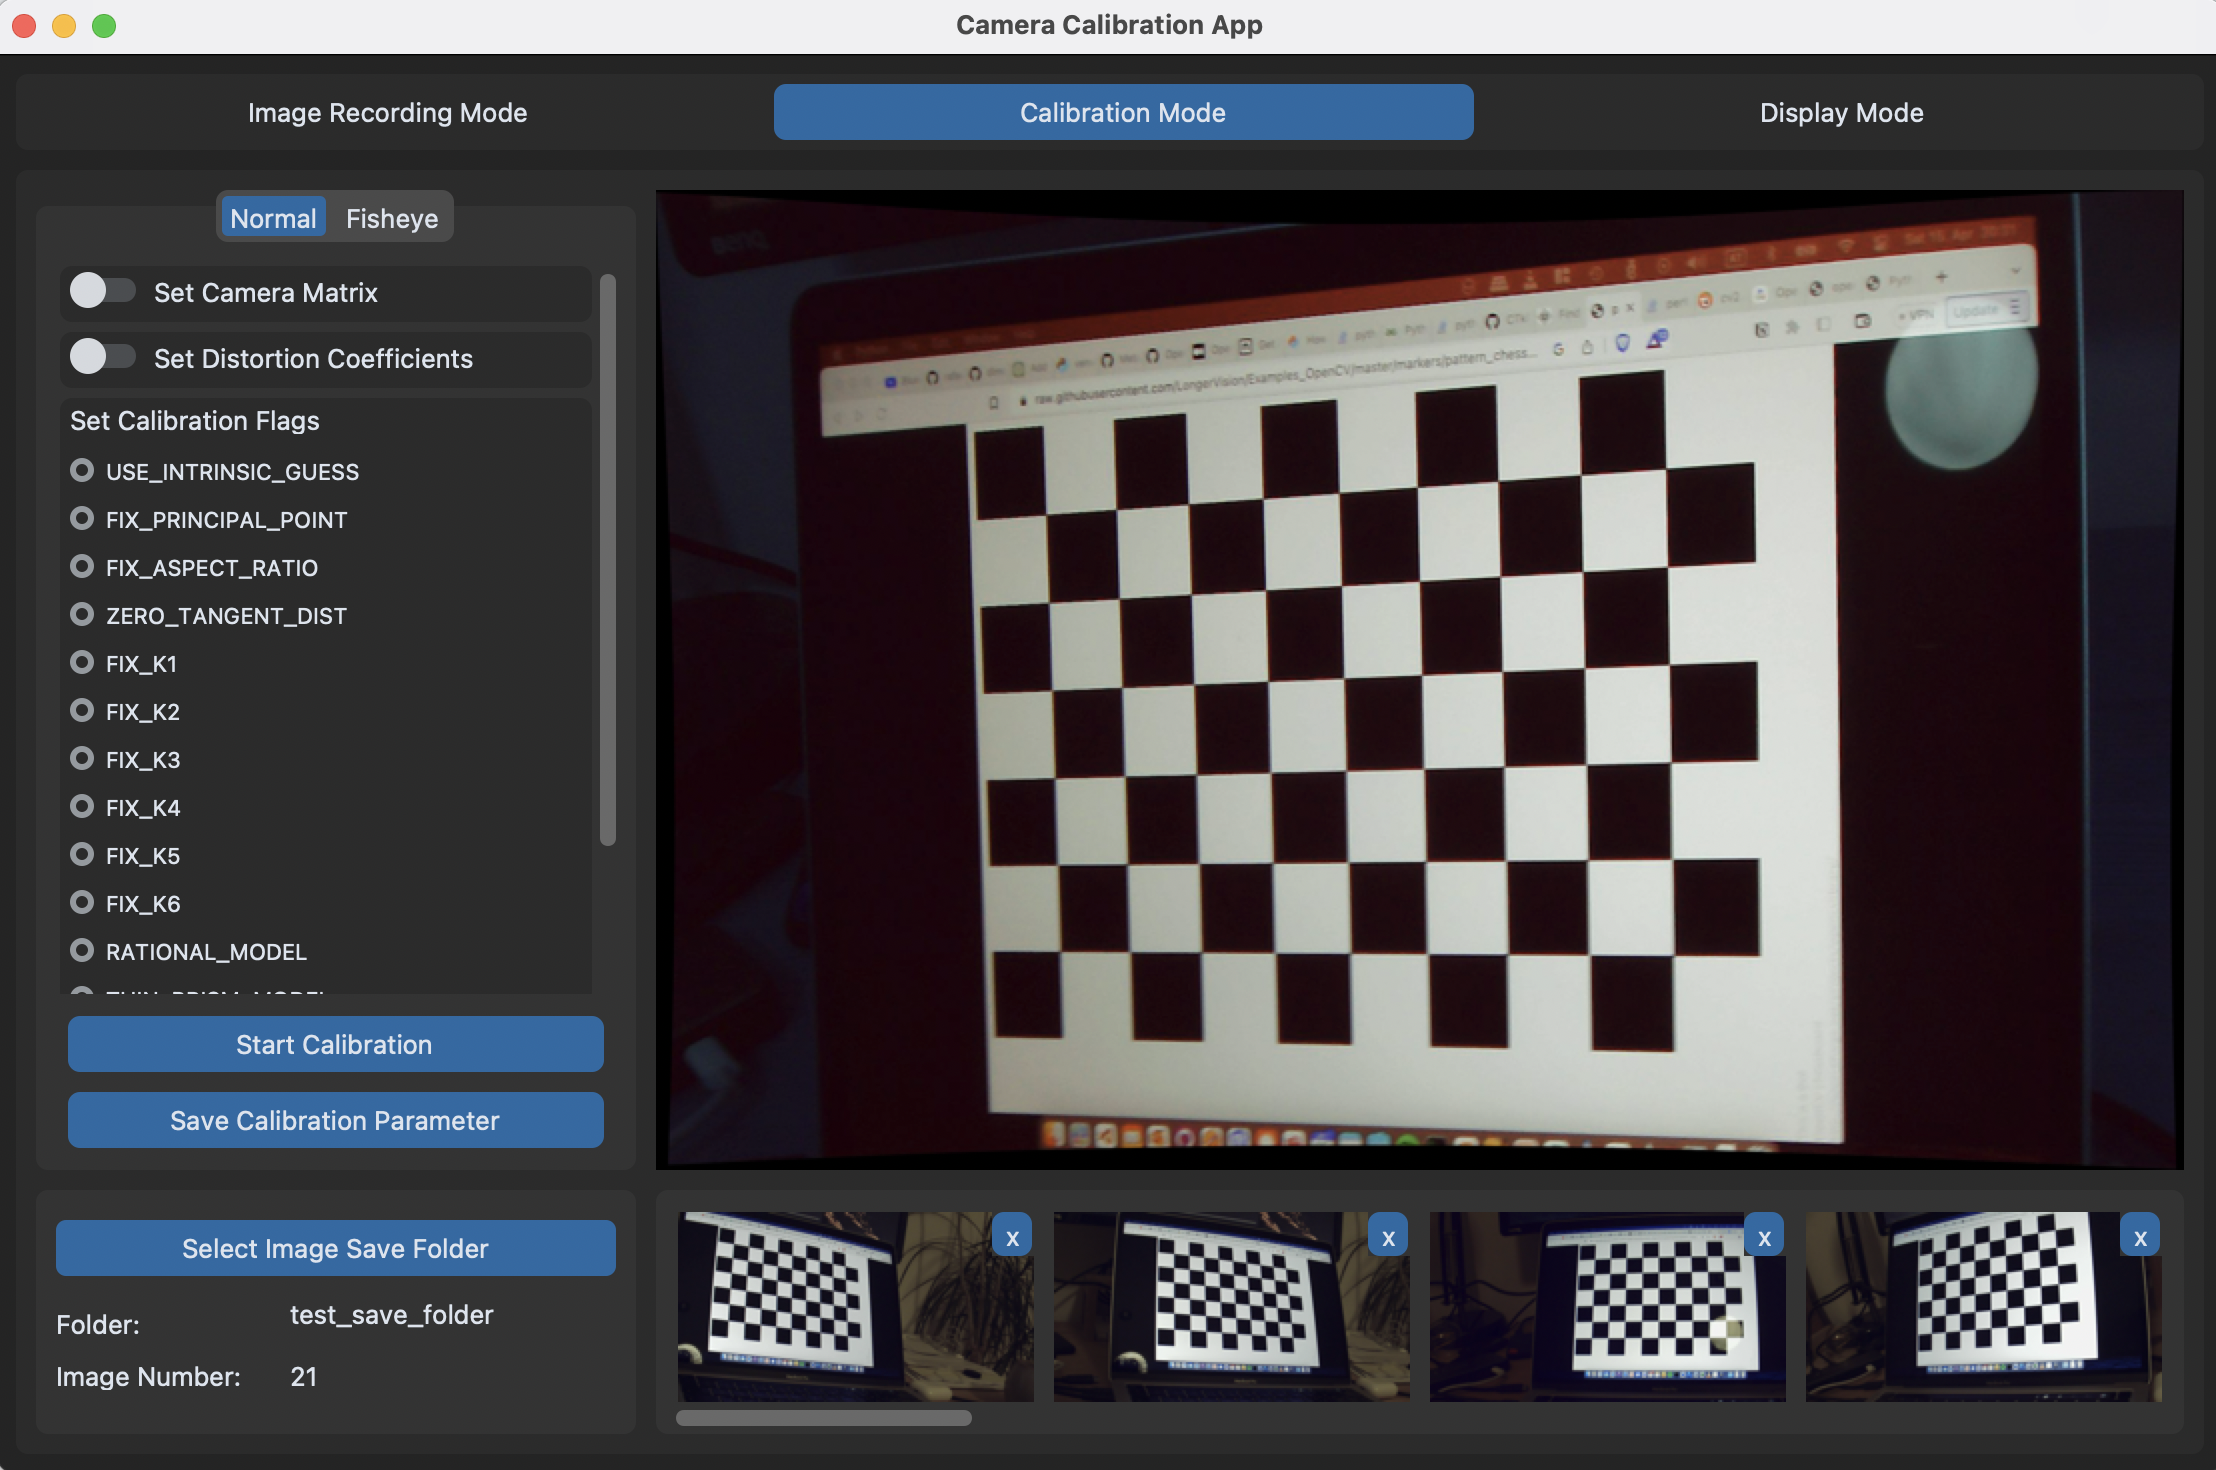 Camera Calibration App
Image Recording Mode
Calibration Mode
Display Mode
Normal
Fisheye
Set Camera Matrix
Set Distortion Coefficients
Set Calibration Flags
USE_INTRINSIC_GUESS
FIX_PRINCIPAL_POINT
FIX_ASPECT_RATIO
ZERO_TANGENT_DIST
FIX_K1
FIX_K2
FIX_K3
FIX_K4
FIX_K5
FIX_K6
RATIONAL_MODEL
Start Calibration
Save Calibration Parameter
VPN
Update
raw.githubusercontent.com/LongerVision/Examples_OpenCV/master/markers/pattern_chess...
Select Image Save Folder
Folder:
test_save_folder
Image Number:
21
x
x
x
x